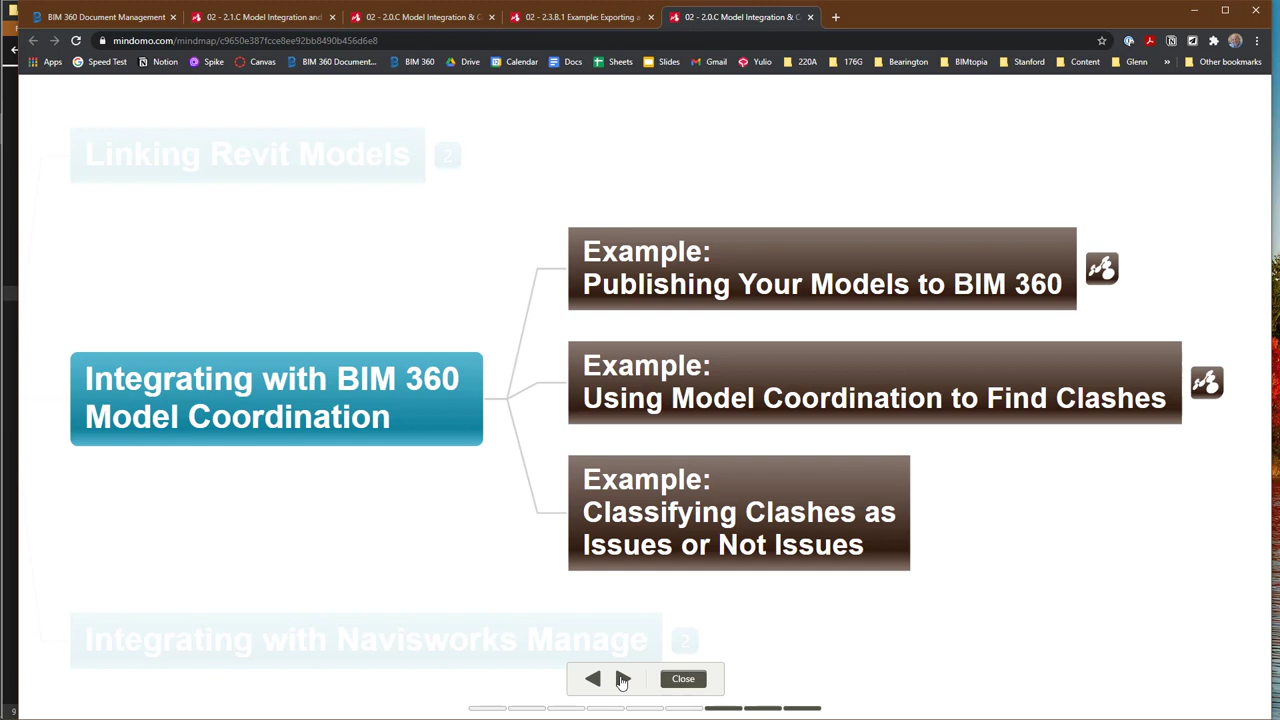 BIM 360 Document Management
02 - 2.1.C Model Integration and
02 - 2.0.C Model Integration & C
02 - 2.3.B.1 Example: Exporting a
02 - 2.0.C Model Integration & C
mindomo.com/mindmap/c9650e387fcce8ee92bb8490b456d6e8
Apps
Speed Test
Notion
Spike
Canvas
BIM 360 Document...
BIM 360
Drive
Calendar
Docs
Sheets
Slides
Gmail
Yulio
220A
176G
Bearington
BIMtopia
Stanford
Content
Glenn
»
Other bookmarks
Linking Revit Models
2
Example:
Publishing Your Models to BIM 360
Integrating with BIM 360
Model Coordination
Example:
Using Model Coordination to Find Clashes
Example:
Classifying Clashes as
Issues or Not Issues
Integrating with Navisworks Manage
2
Close
9